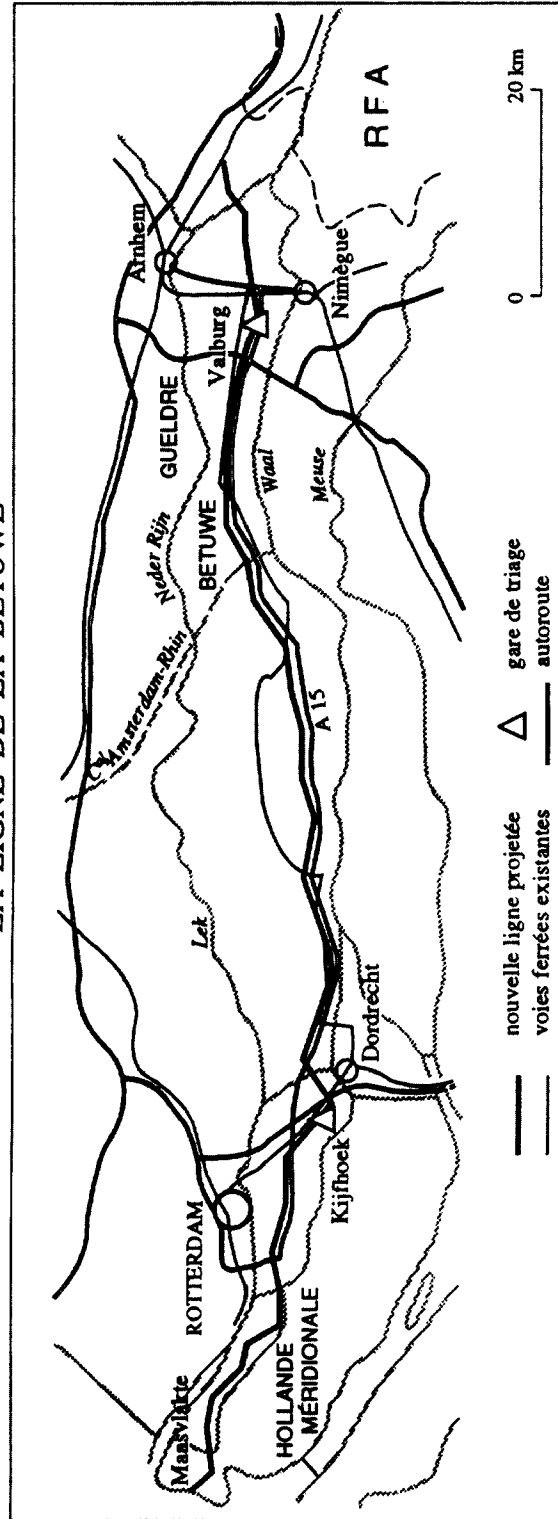 LA LIGNE DE LA BETUWE
Maasvlakte
ROTTERDAM
HOLLANDE
MÉRIDIONALE
Kijfhoek
Dordrecht
Lek
Cal Amsterdam-Rhin
A 15
Neder Rijn
BETUWE
GUELDRE
Waal
Meuse
Valburg
Arnhem
Nimègue
RFA
nouvelle ligne projetée
voies ferrées existantes
gare de triage
autoroute
0 20 km